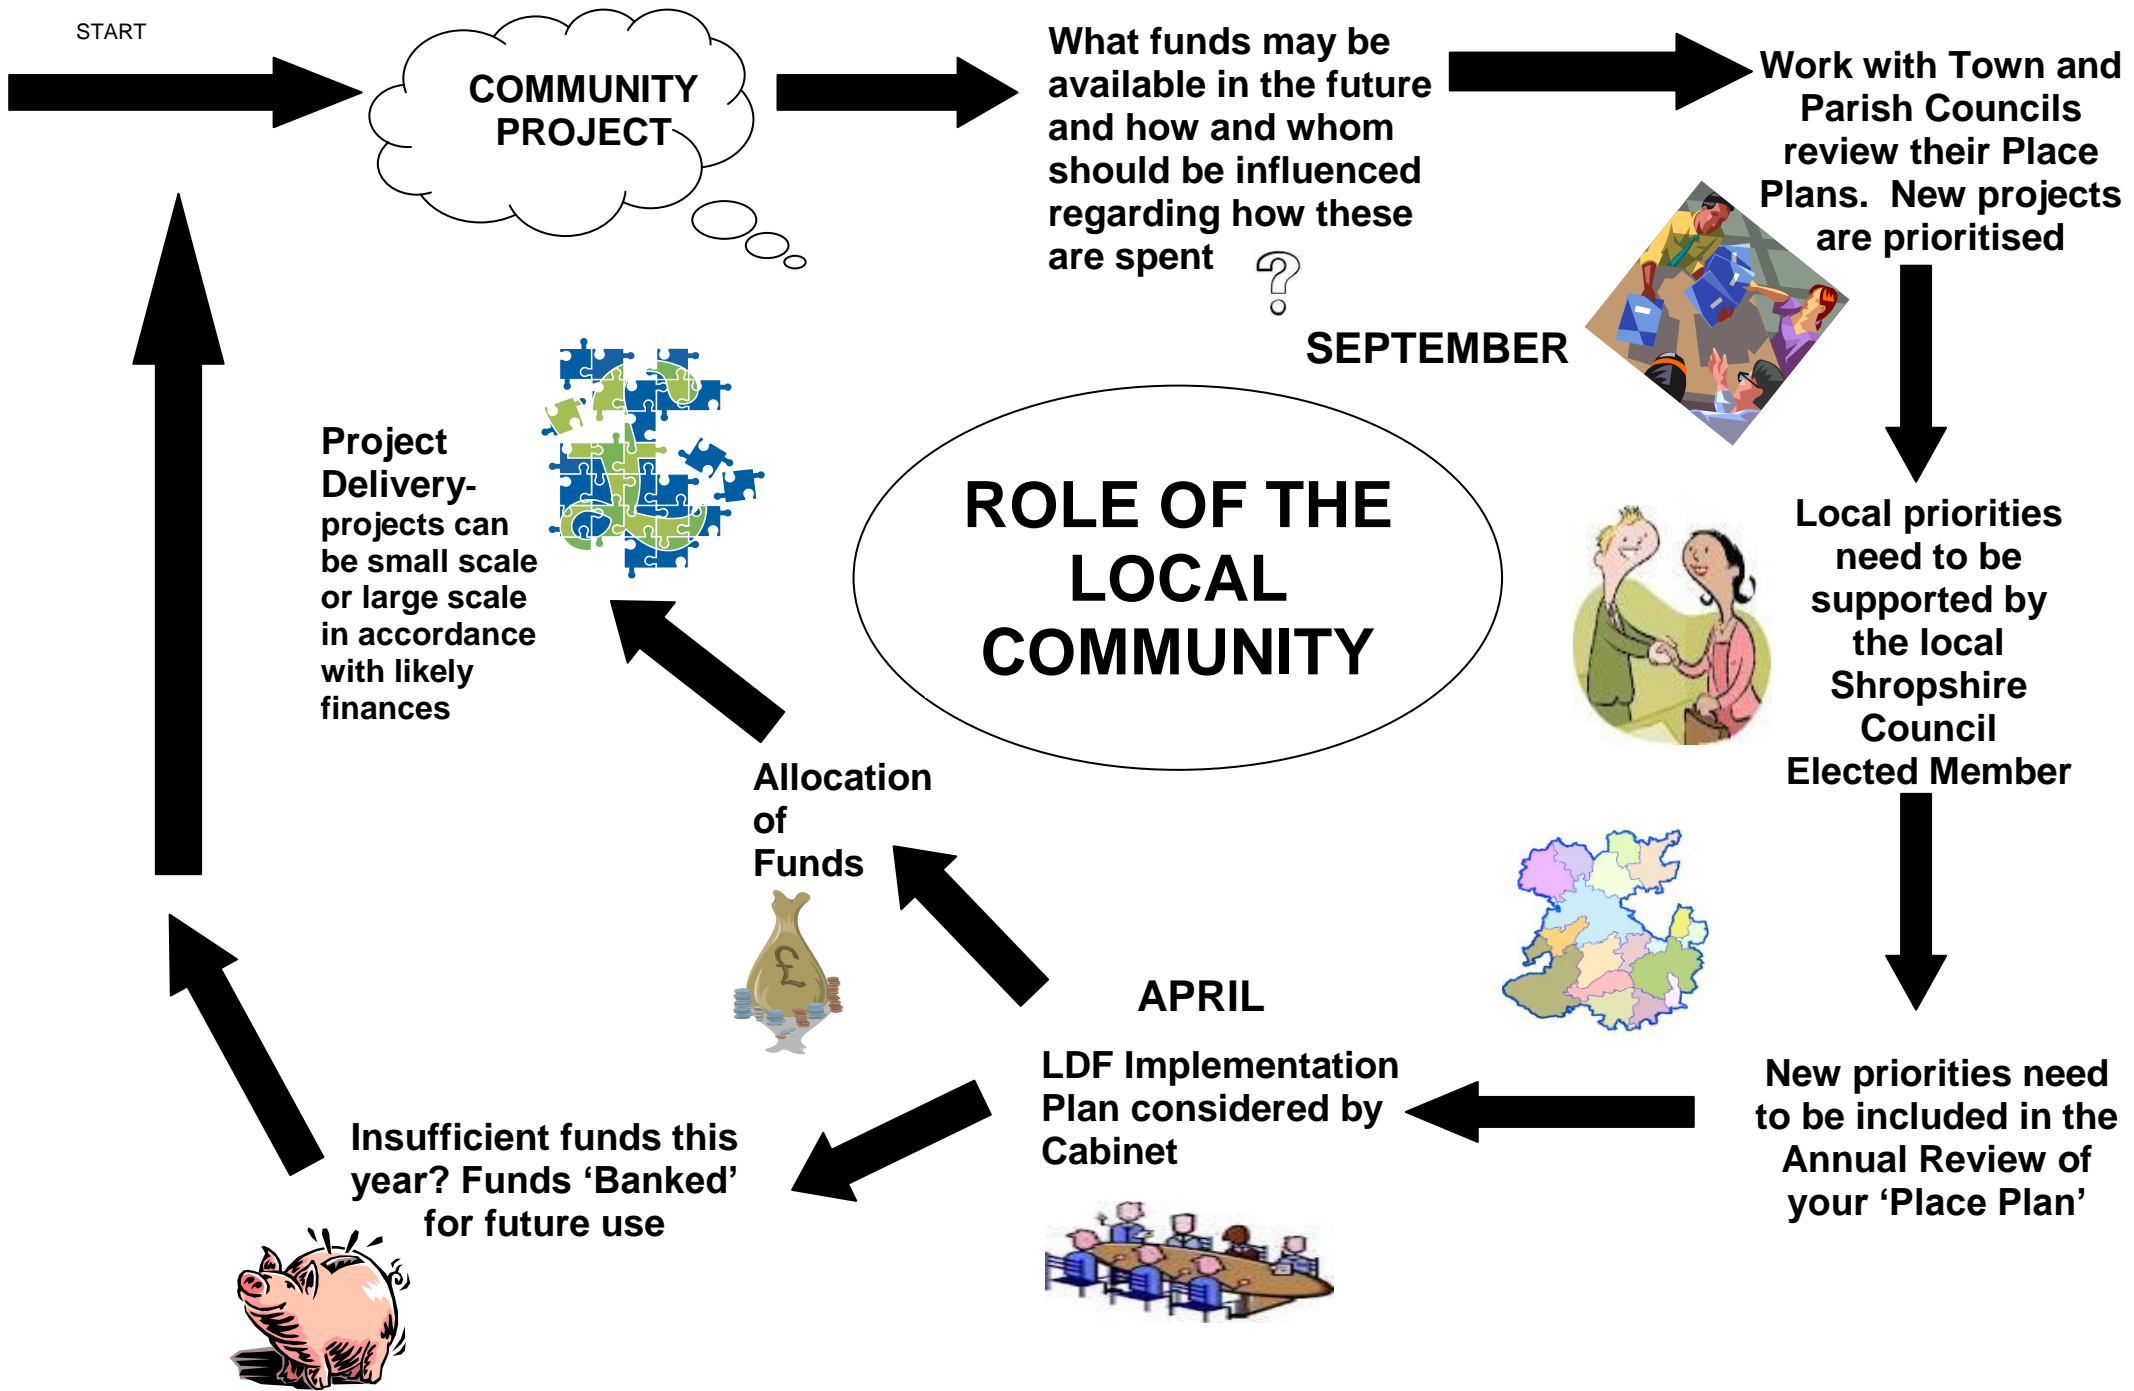 START
COMMUNITY
PROJECT
What funds may be
available in the future
and how and whom
should be influenced
regarding how these
are spent
?
Work with Town and
Parish Councils
review their Place
Plans.  New projects
are prioritised
SEPTEMBER
Local priorities
need to be
supported by
the local
Shropshire
Council
Elected Member
New priorities need
to be included in the
Annual Review of
your ‘Place Plan’
APRIL
LDF Implementation
Plan considered by
Cabinet
Allocation
of
Funds
£
Project
Delivery-
projects can
be small scale
or large scale
in accordance
with likely
finances
£
Insufficient funds this
year? Funds ‘Banked’
for future use
ROLE OF THE
LOCAL
COMMUNITY